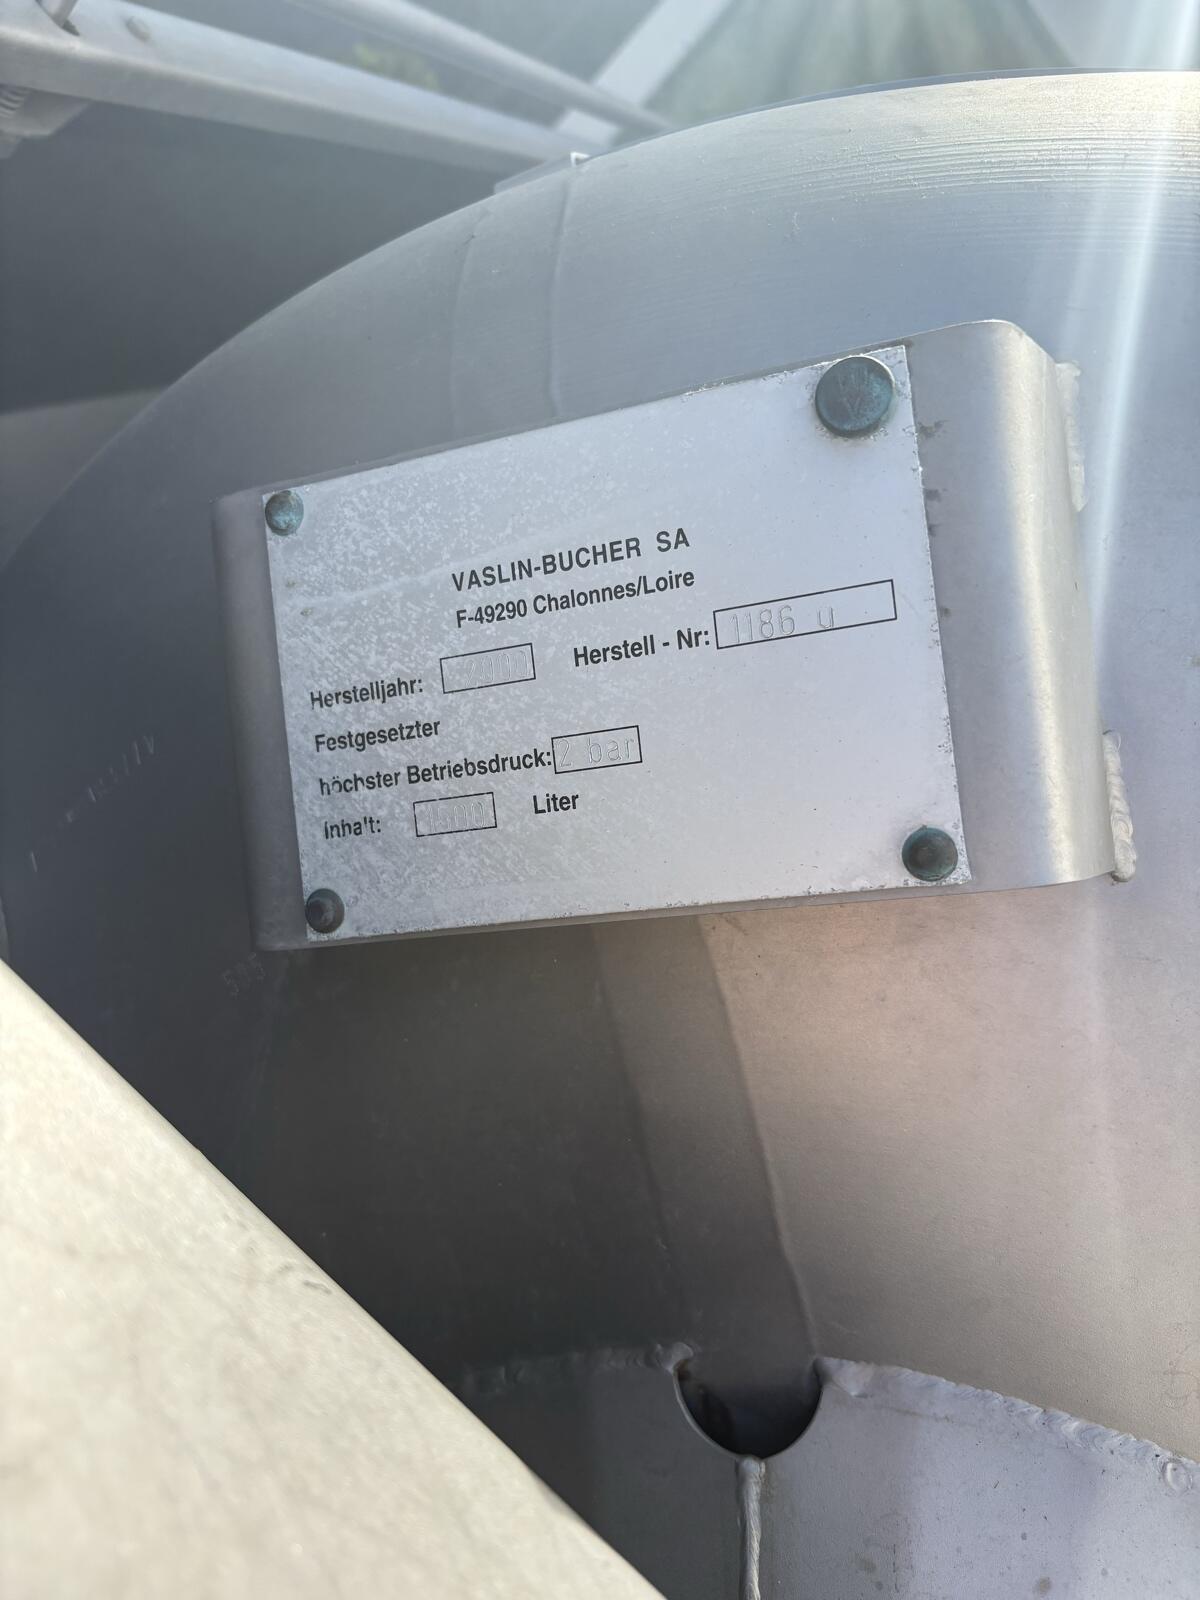 VASLIN-BUCHER SA
F-49290 Chalonnes/Loire
Herstelljahr: 2000 Herstell - Nr: 1186 u
Festgesetzter
höchster Betriebsdruck: 2 bar
Inhalt: 1500 Liter